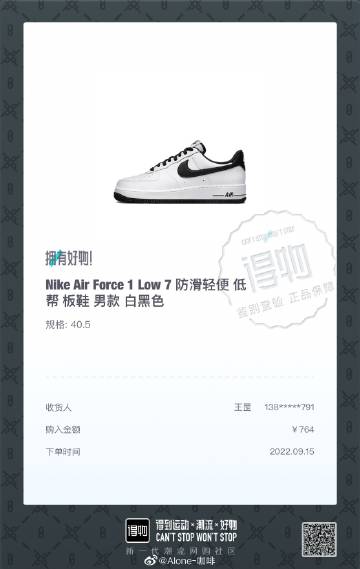 拥有好物!
得物
鉴别查验 正品保障
Nike Air Force 1 Low 7 防滑轻便 低
帮 板鞋 男款 白黑色
规格: 40.5
收货人 王罡 138*****791
购入金额 ¥764
下单时间 2022.09.15
得物 得到运动×潮流×好物
CAN'T STOP WON'T STOP
新一代潮流网购社区
@Alone-咖啡